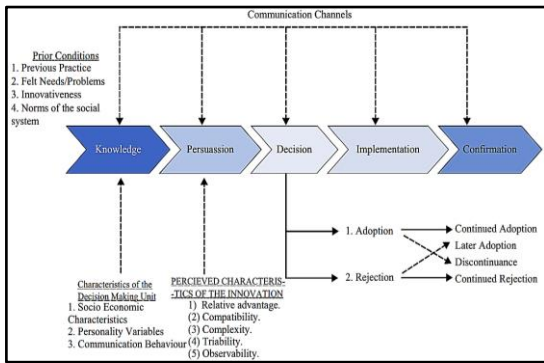 Communication Channels
Prior Conditions
1. Previous Practice
2. Felt Needs/Problems
3. Innovativeness
4. Norms of the social
system
Knowledge
Persuassion
Decision
Implementation
Confirmation
1. Adoption
2. Rejection
Continued Adoption
Later Adoption
Discontinuance
Continued Rejection
Characteristics of the
Decision Making Unit
1. Socio Economic
Characteristics
2. Personality Variables
3. Communication Behaviour
PERCIEVED CHARACTERIS-
-TICS OF THE INNOVATION
1) Relative advantage.
(2) Compatibility.
(3) Complexity.
(4) Triability.
(5) Observability.